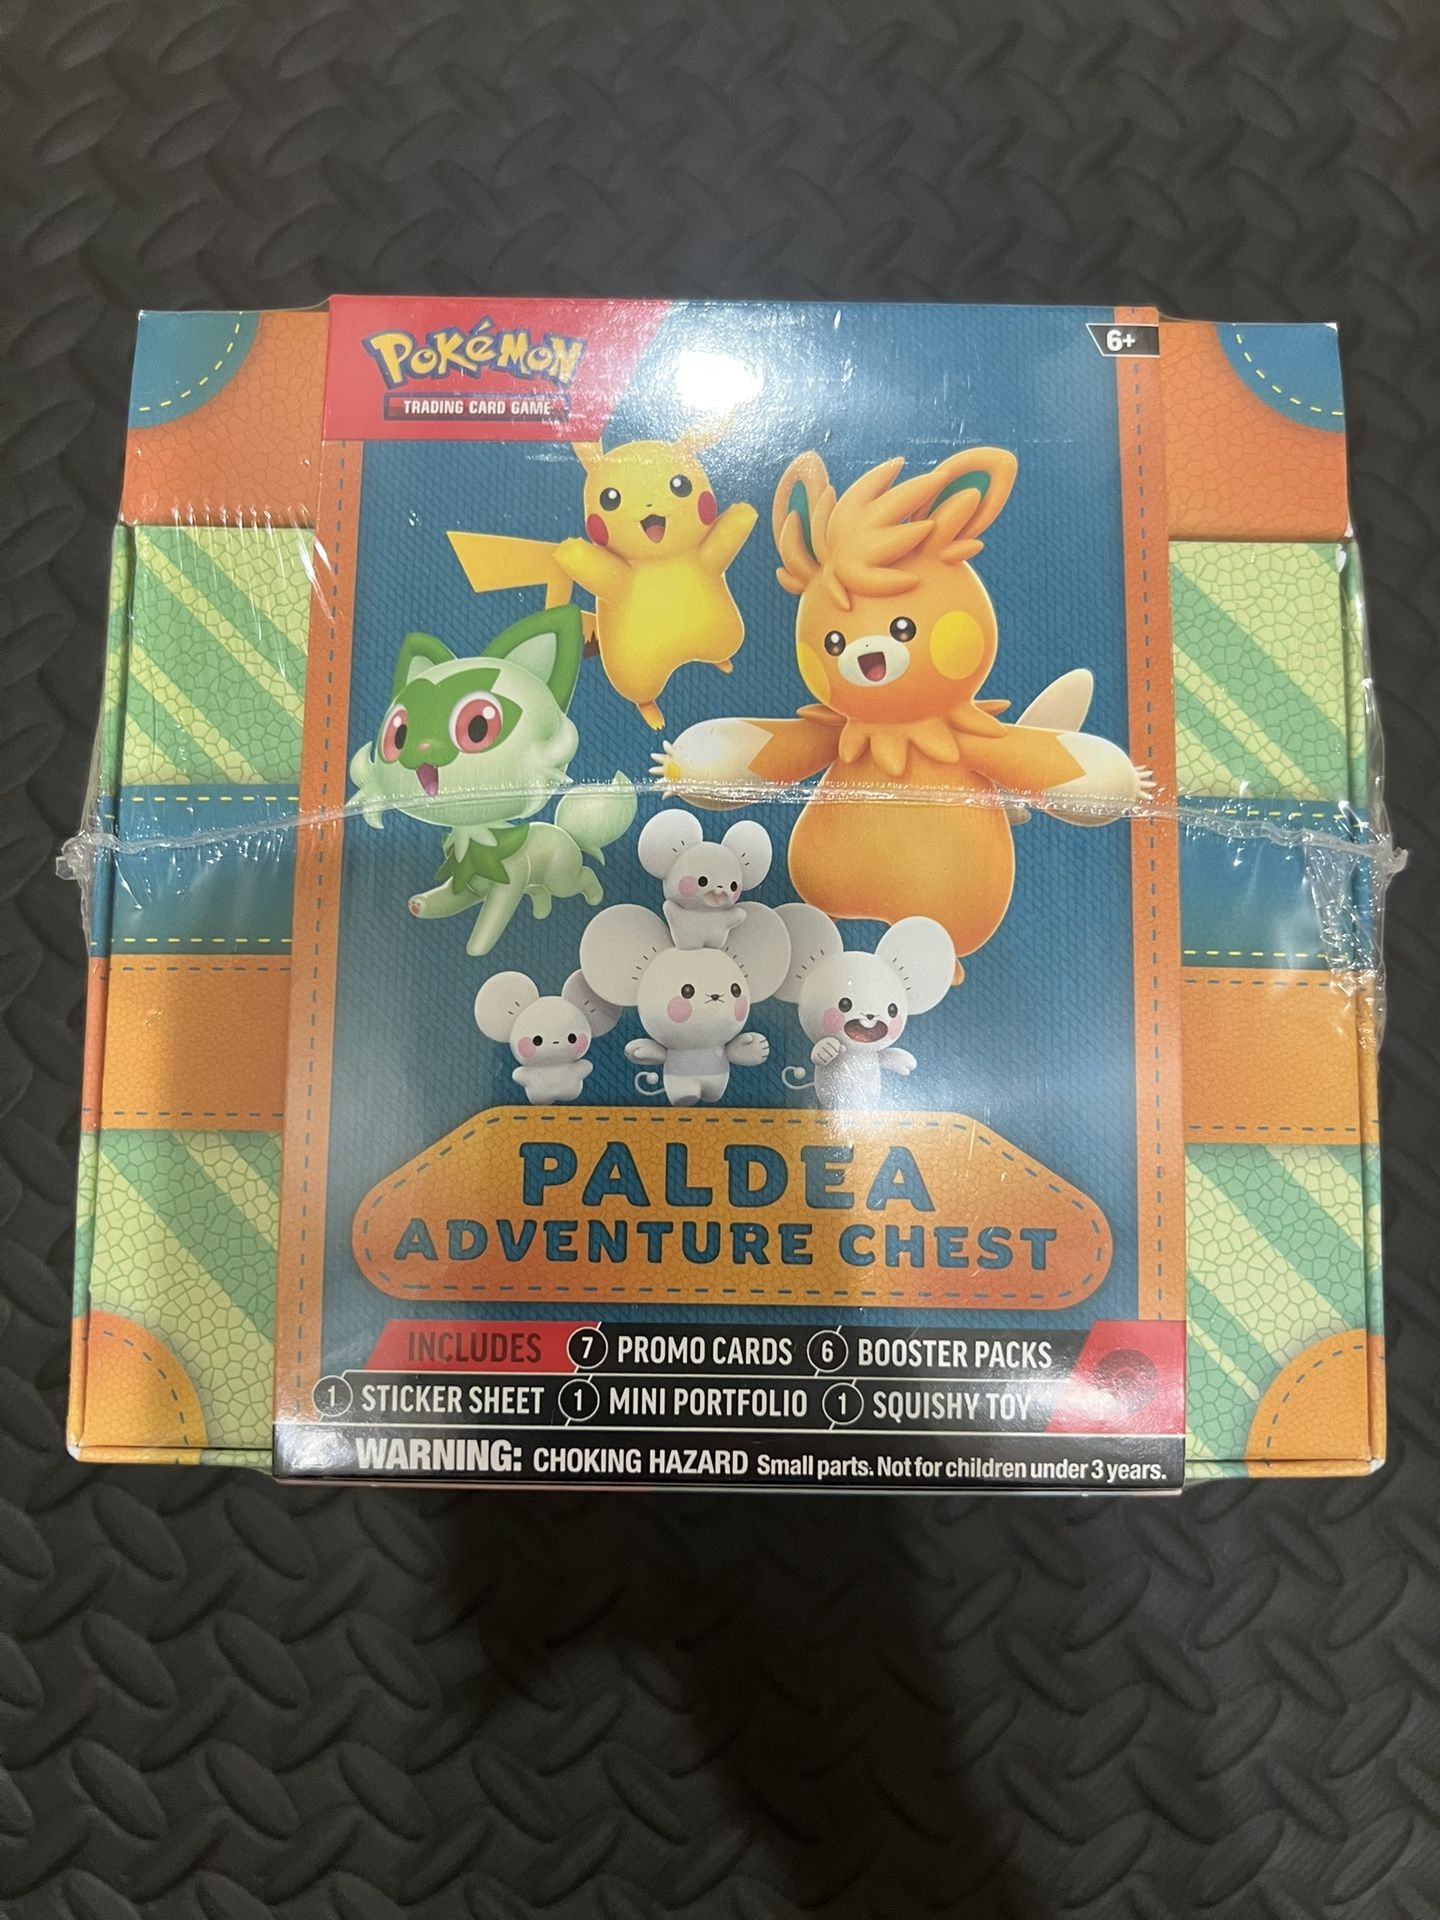 POKéMON
TRADING CARD GAME
6+
PALDEA
ADVENTURE CHEST
INCLUDES 7 PROMO CARDS 6 BOOSTER PACKS
1 STICKER SHEET 1 MINI PORTFOLIO 1 SQUISHY TOY
WARNING: CHOKING HAZARD Small parts. Not for children under 3 years.